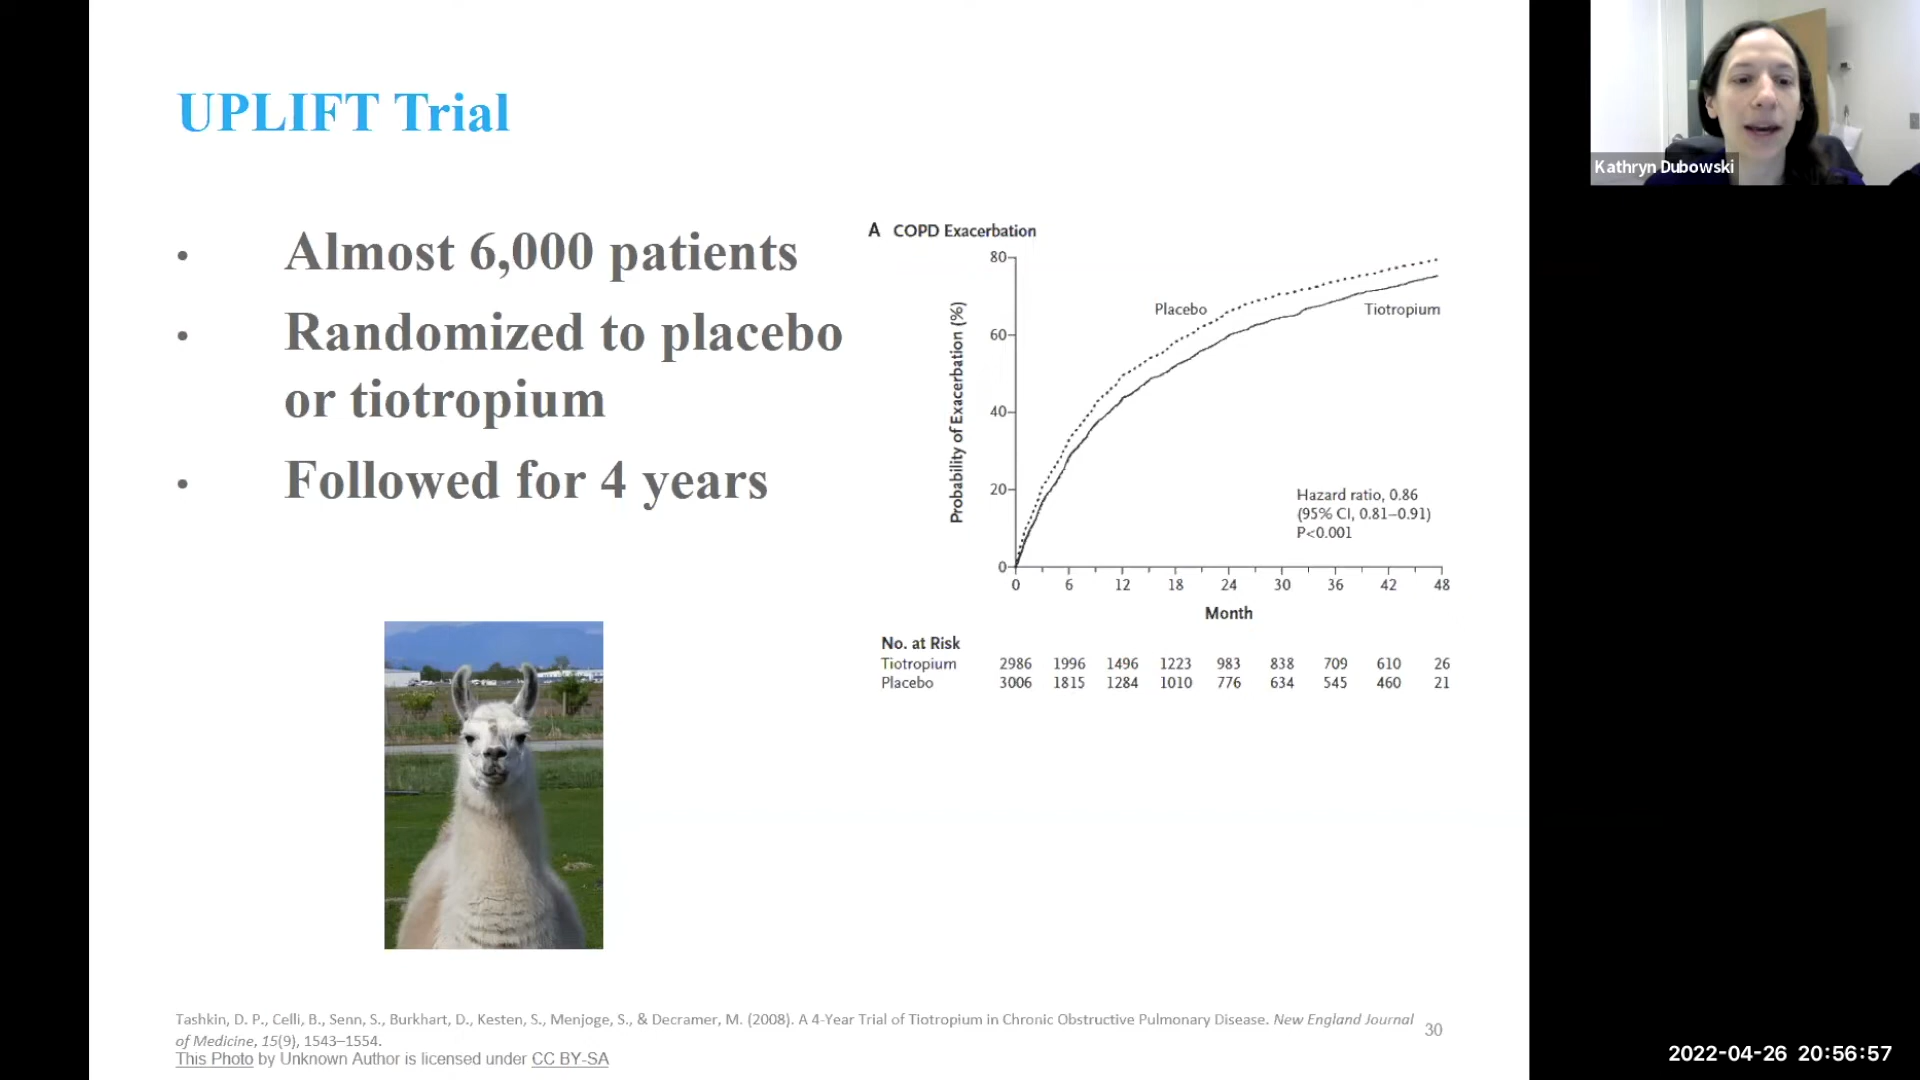 UPLIFT Trial
• Almost 6,000 patients
• Randomized to placebo
or tiotropium
• Followed for 4 years
A COPD Exacerbation
Probability of Exacerbation (%)
80
60
40
20
0
Placebo
Tiotropium
Hazard ratio, 0.86
(95% CI, 0.81–0.91)
P<0.001
0 6 12 18 24 30 36 42 48
Month
No. at Risk
Tiotropium 2986 1996 1496 1223 983 838 709 610 26
Placebo 3006 1815 1284 1010 776 634 545 460 21
Tashkin, D. P., Celli, B., Senn, S., Burkhart, D., Kesten, S., Menjoge, S., & Decramer, M. (2008). A 4-Year Trial of Tiotropium in Chronic Obstructive Pulmonary Disease. New England Journal
of Medicine, 15(9), 1543–1554.
This Photo by Unknown Author is licensed under CC BY-SA
30
Kathryn Dubowski
2022-04-26 20:56:57